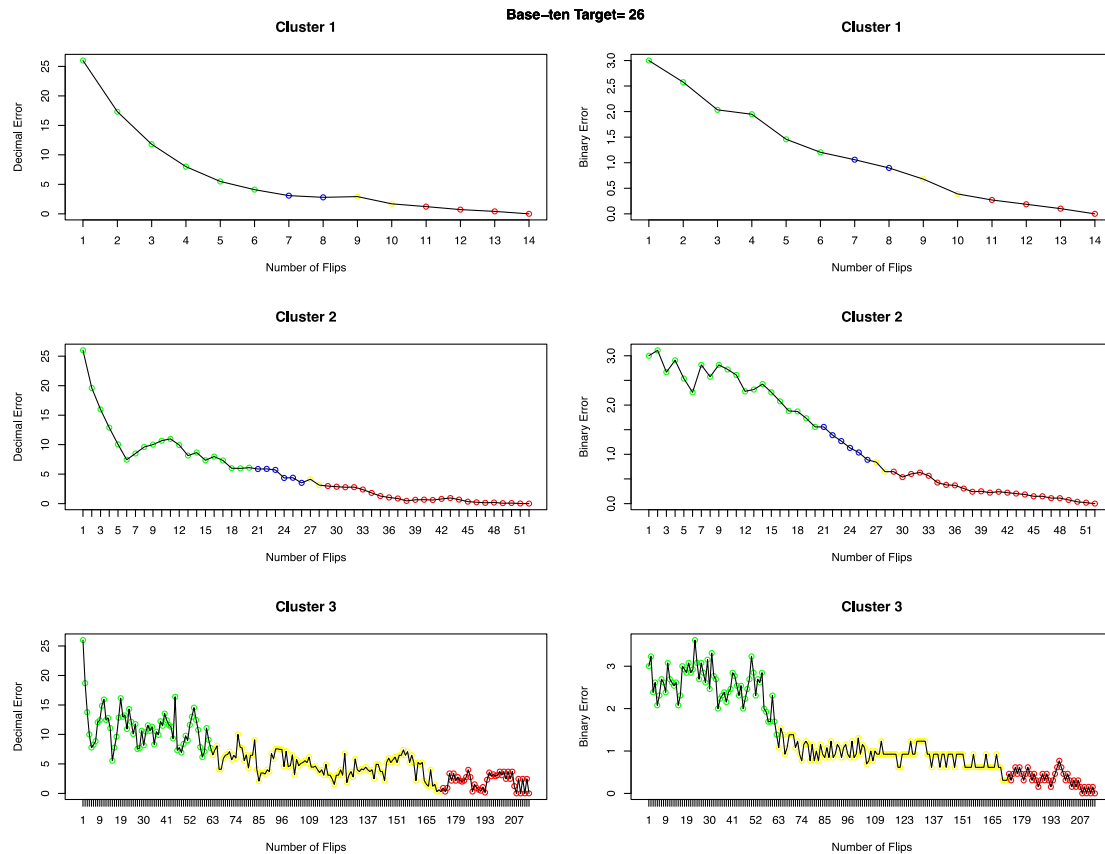 Base-ten Target= 26
Cluster 1
Decimal Error
25
20
15
10
5
0
1 2 3 4 5 6 7 8 9 10 11 12 13 14
Number of Flips
Cluster 1
Binary Error
3.0
2.5
2.0
1.5
1.0
0.5
0.0
1 2 3 4 5 6 7 8 9 10 11 12 13 14
Number of Flips
Cluster 2
Decimal Error
25
20
15
10
5
0
1 3 5 7 9 12 15 18 21 24 27 30 33 36 39 42 45 48 51
Number of Flips
Cluster 2
Binary Error
3.0
2.0
1.0
0.0
1 3 5 7 9 12 15 18 21 24 27 30 33 36 39 42 45 48 51
Number of Flips
Cluster 3
Decimal Error
25
20
15
10
5
0
1 9 19 30 41 52 63 74 85 96 109 123 137 151 165 179 193 207
Number of Flips
Cluster 3
Binary Error
3
2
1
0
1 9 19 30 41 52 63 74 85 96 109 123 137 151 165 179 193 207
Number of Flips